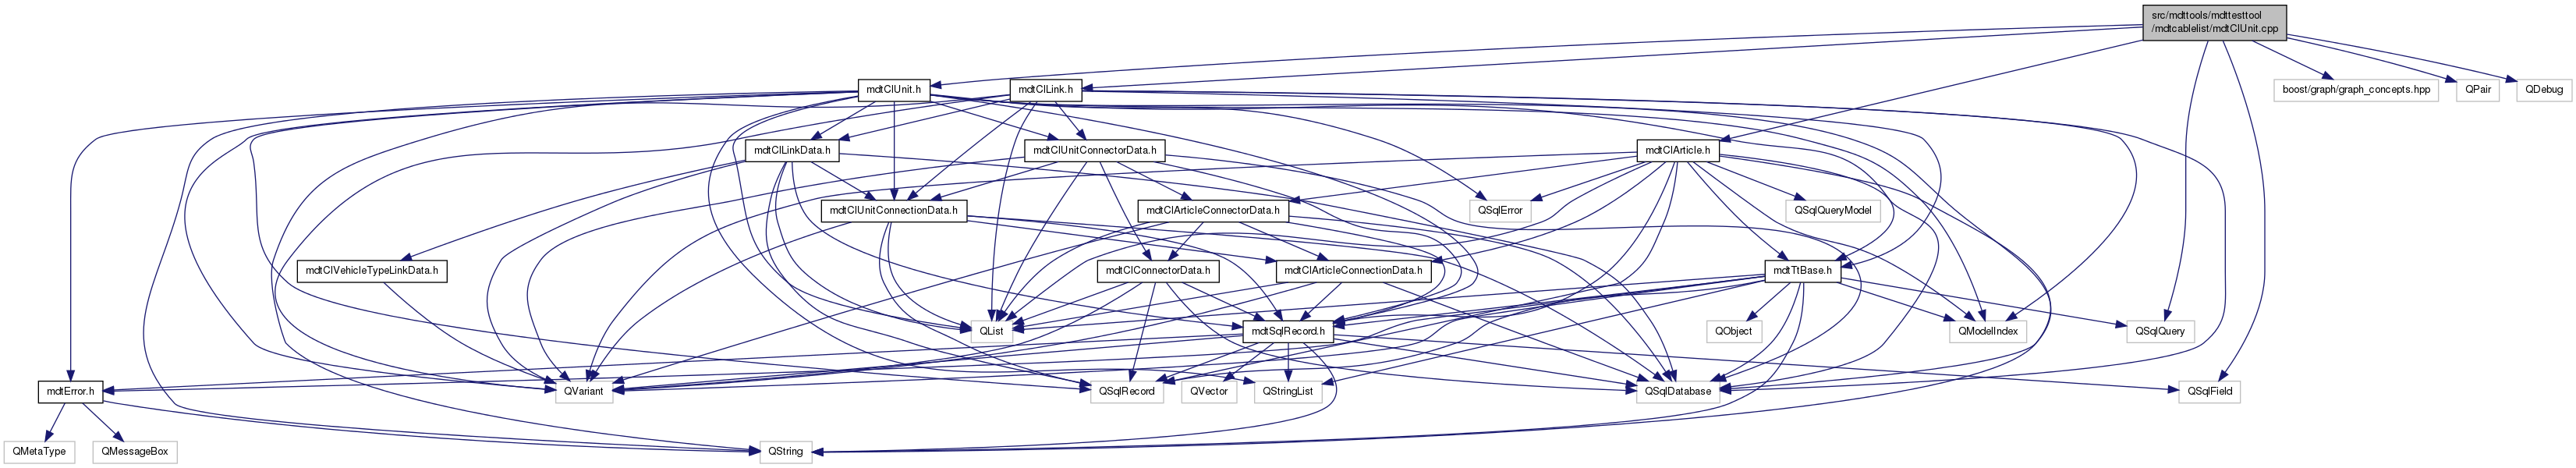 src/mdttools/mdttesttool
/mdtcablelist/mdtClUnit.cpp
mdtClUnit.h
mdtClLink.h
boost/graph/graph_concepts.hpp
QPair
QDebug
mdtClLinkData.h
mdtClUnitConnectorData.h
mdtClArticle.h
mdtClUnitConnectionData.h
mdtClArticleConnectorData.h
QSqlError
QSqlQueryModel
mdtClVehicleTypeLinkData.h
mdtClConnectorData.h
mdtClArticleConnectionData.h
mdtTtBase.h
QList
mdtSqlRecord.h
QObject
QModelIndex
QSqlQuery
mdtError.h
QVariant
QSqlRecord
QVector
QStringList
QSqlDatabase
QSqlField
QMetaType
QMessageBox
QString